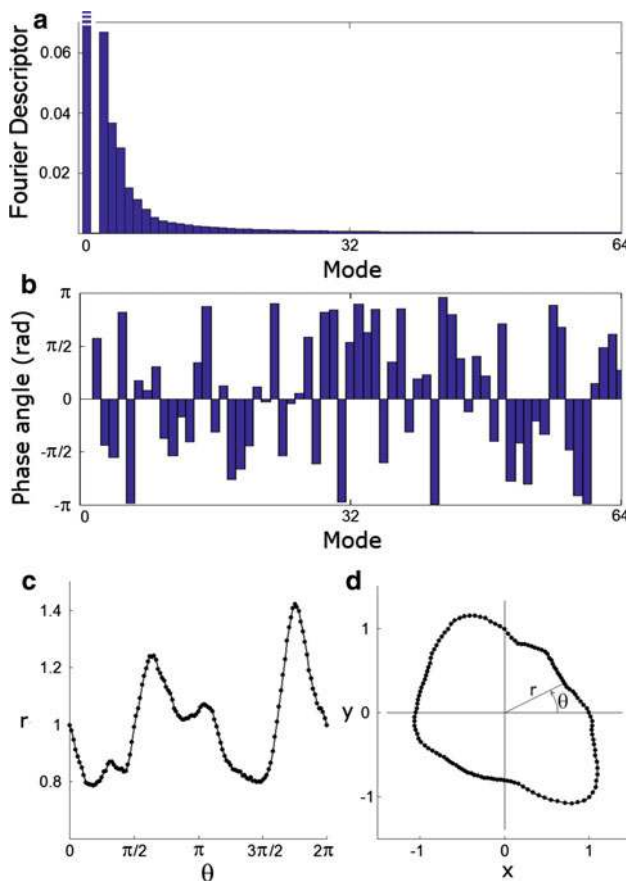 a
0.06
0.04
0.02
Fourier Descriptor
0 32 64
Mode
b
π
π/2
0
-π/2
-π
Phase angle (rad)
0 32 64
Mode
c
1.4
1.2
1
0.8
r
0 π/2 π 3π/2 2π
θ
d
1
0
-1
y
r
θ
-1 0 1
x